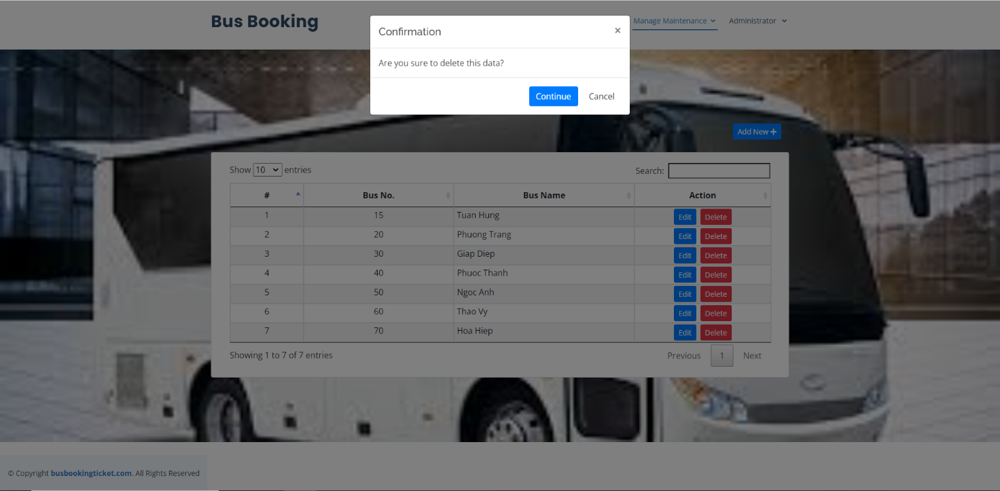 Bus Booking
Manage Maintenance
Administrator
Confirmation
×
Are you sure to delete this data?
Continue Cancel
Add New +
Show 10 entries
Search:
# Bus No. Bus Name Action
1 15 Tuan Hung Edit Delete
2 20 Phuong Trang Edit Delete
3 30 Giap Diep Edit Delete
4 40 Phuoc Thanh Edit Delete
5 50 Ngoc Anh Edit Delete
6 60 Thao Vy Edit Delete
7 70 Hoa Hiep Edit Delete
Showing 1 to 7 of 7 entries
Previous 1 Next
© Copyright busbookingticket.com. All Rights Reserved